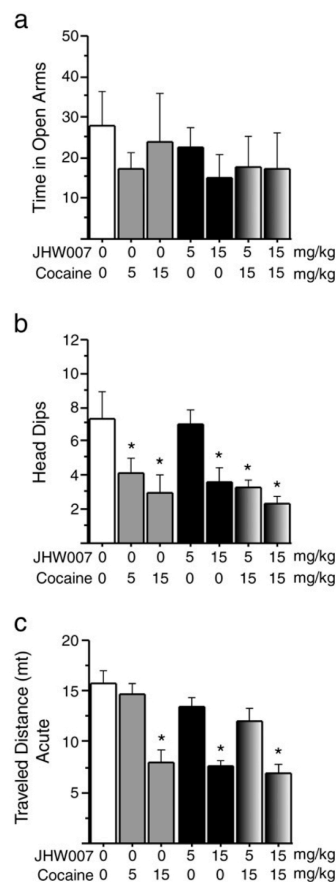 a
50
40
30
20
10
Time in Open Arms
JHW007 0 0 0 5 15 5 15 mg/kg
Cocaine 0 5 15 0 0 15 15 mg/kg
b
12
10
8
6
4
2
Head Dips
* * * * *
JHW007 0 0 0 5 15 5 15 mg/kg
Cocaine 0 5 15 0 0 15 15 mg/kg
c
20
15
10
5
0
Traveled Distance (mt)
Acute
* * *
JHW007 0 0 0 5 15 5 15 mg/kg
Cocaine 0 5 15 0 0 15 15 mg/kg